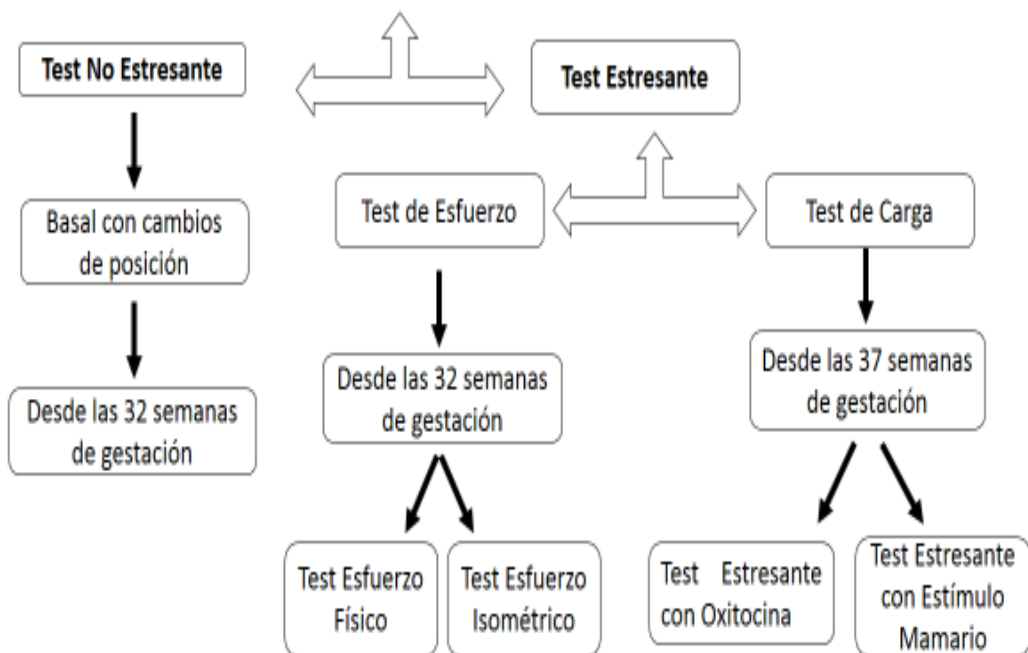 Test No Estresante
Test Estresante
Basal con cambios
de posición
Test de Esfuerzo
Test de Carga
Desde las 32 semanas
de gestación
Desde las 32 semanas
de gestación
Desde las 37 semanas
de gestación
Test Esfuerzo
Físico
Test Esfuerzo
Isométrico
Test Estresante
con Oxitocina
Test Estresante
con Estímulo
Mamario